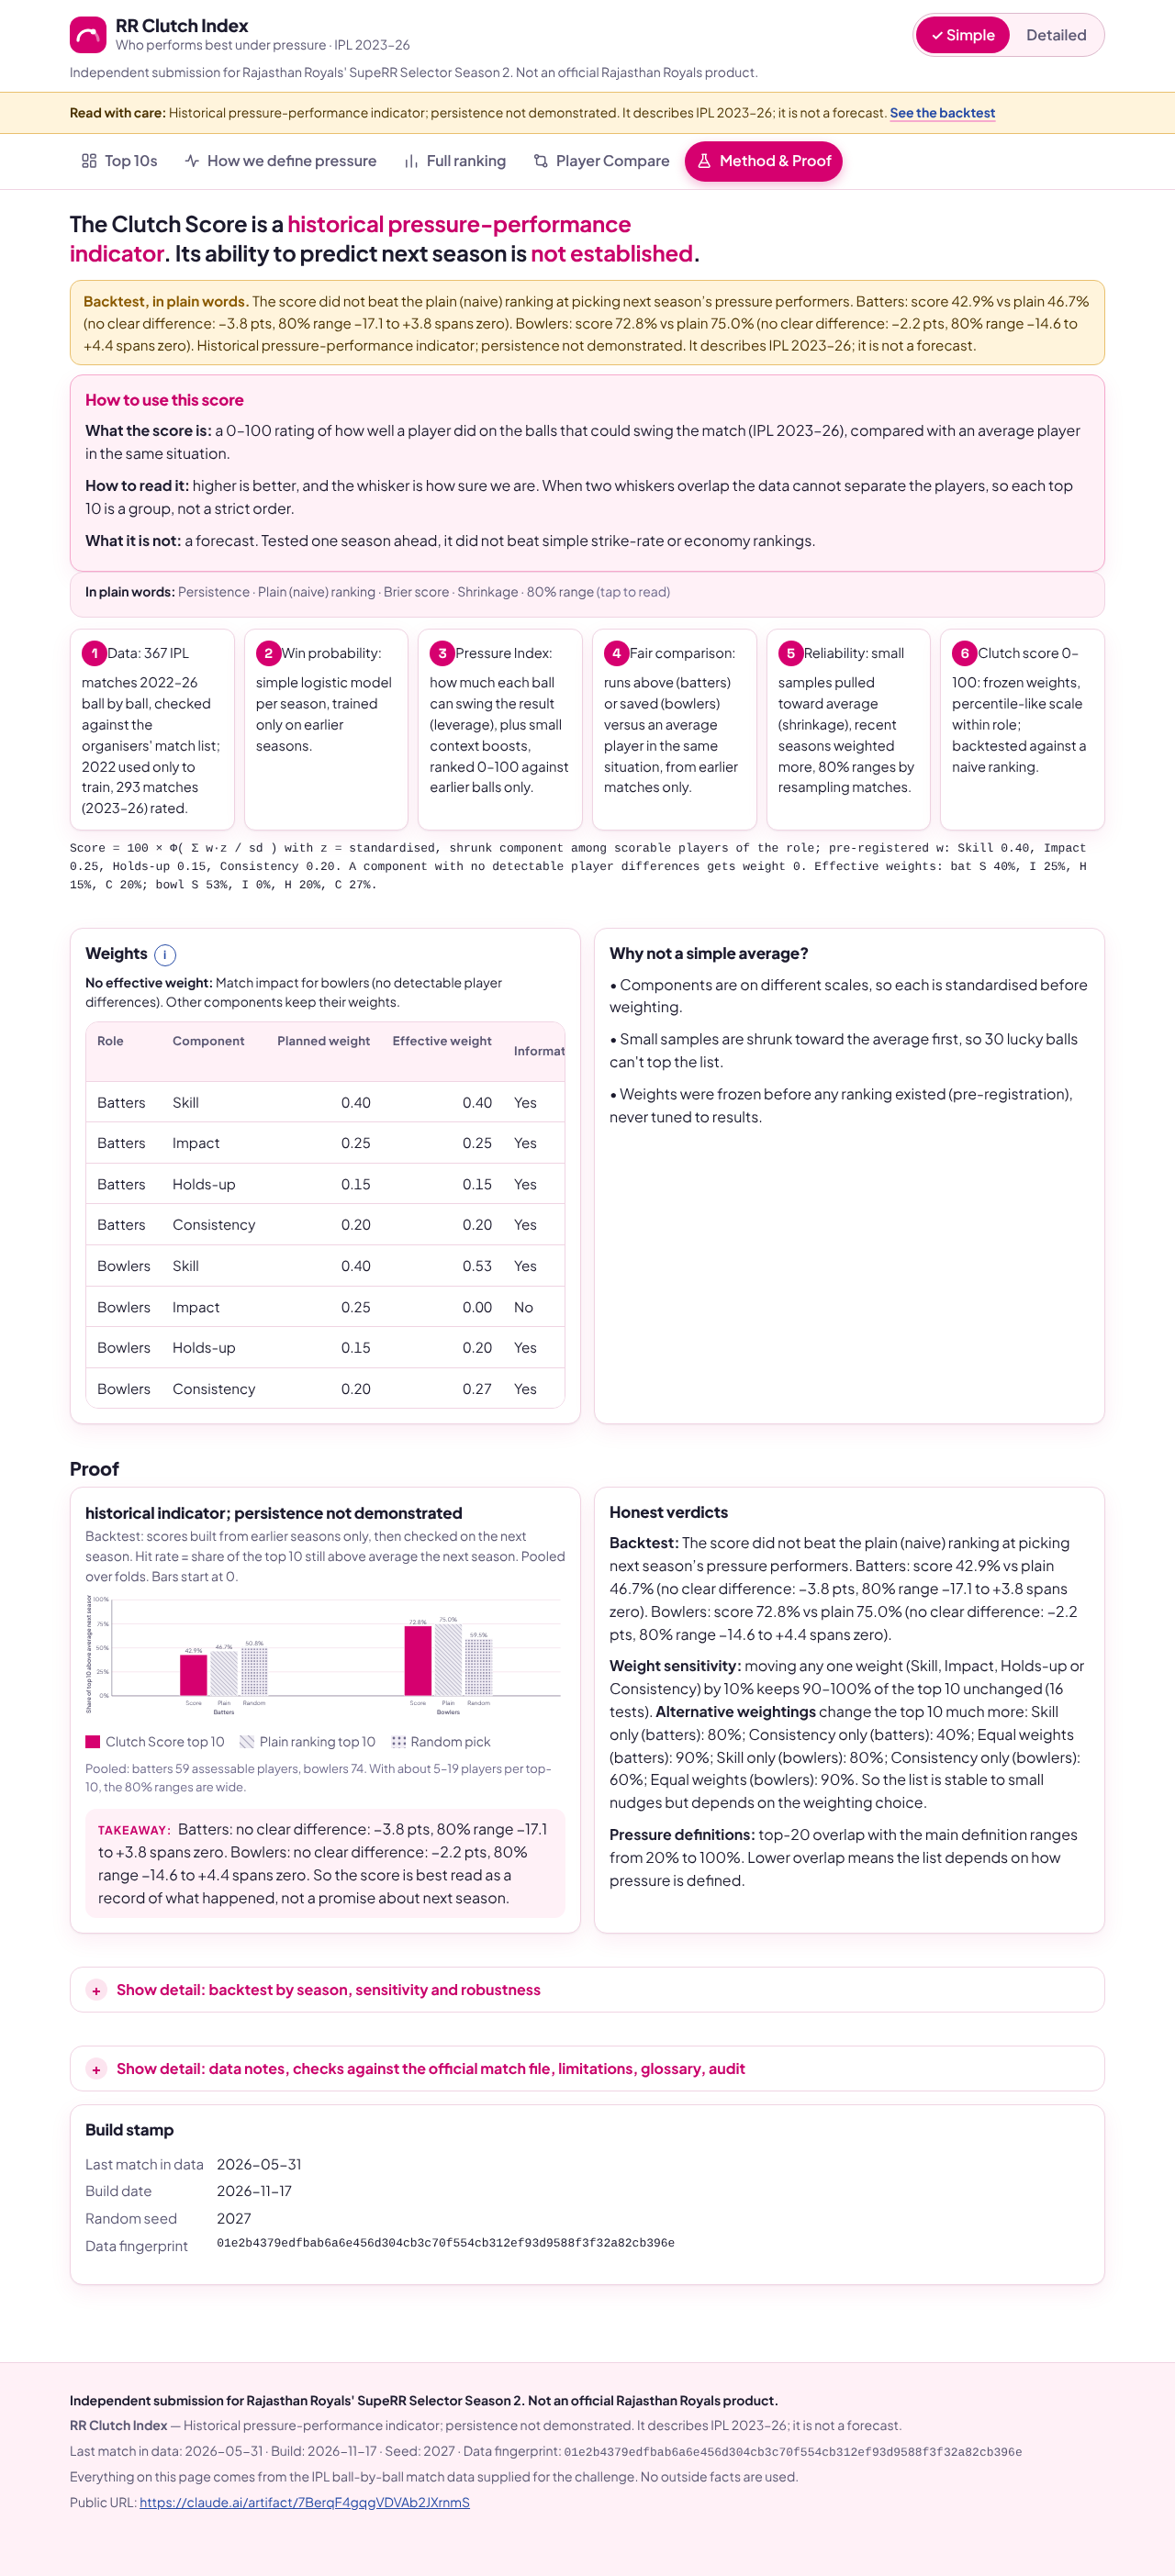 RR Clutch Index
Who performs best under pressure · IPL 2023–26
✓ Simple
Detailed
Independent submission for Rajasthan Royals' SupeRR Selector Season 2. Not an official Rajasthan Royals product.
Read with care: Historical pressure-performance indicator; persistence not demonstrated. It describes IPL 2023–26; it is not a forecast. See the backtest
Top 10s
How we define pressure
Full ranking
Player Compare
Method & Proof
The Clutch Score is a historical pressure-performance
indicator. Its ability to predict next season is not established.
Backtest, in plain words. The score did not beat the plain (naive) ranking at picking next season's pressure performers. Batters: score 42.9% vs plain 46.7%
(no clear difference: −3.8 pts, 80% range −17.1 to +3.8 spans zero). Bowlers: score 72.8% vs plain 75.0% (no clear difference: −2.2 pts, 80% range −14.6 to
+4.4 spans zero). Historical pressure-performance indicator; persistence not demonstrated. It describes IPL 2023–26; it is not a forecast.
How to use this score
What the score is: a 0–100 rating of how well a player did on the balls that could swing the match (IPL 2023–26), compared with an average player
in the same situation.
How to read it: higher is better, and the whisker is how sure we are. When two whiskers overlap the data cannot separate the players, so each top
10 is a group, not a strict order.
What it is not: a forecast. Tested one season ahead, it did not beat simple strike-rate or economy rankings.
In plain words: Persistence · Plain (naive) ranking · Brier score · Shrinkage · 80% range (tap to read)
1 Data: 367 IPL
matches 2022–26
ball by ball, checked
against the
organisers' match list;
2022 used only to
train, 293 matches
(2023–26) rated.
2 Win probability:
simple logistic model
per season, trained
only on earlier
seasons.
3 Pressure Index:
how much each ball
can swing the result
(leverage), plus small
context boosts,
ranked 0–100 against
earlier balls only.
4 Fair comparison:
runs above (batters)
or saved (bowlers)
versus an average
player in the same
situation, from earlier
matches only.
5 Reliability: small
samples pulled
toward average
(shrinkage), recent
seasons weighted
more, 80% ranges by
resampling matches.
6 Clutch score 0–
100: frozen weights,
percentile-like scale
within role;
backtested against a
naive ranking.
Score = 100 × Φ( Σ w·z / sd ) with z = standardised, shrunk component among scorable players of the role; pre-registered w: Skill 0.40, Impact
0.25, Holds-up 0.15, Consistency 0.20. A component with no detectable player differences gets weight 0. Effective weights: bat S 40%, I 25%, H
15%, C 20%; bowl S 53%, I 0%, H 20%, C 27%.
Weights i
No effective weight: Match impact for bowlers (no detectable player
differences). Other components keep their weights.
Role Component Planned weight Effective weight Informat
Batters Skill 0.40 0.40 Yes
Batters Impact 0.25 0.25 Yes
Batters Holds-up 0.15 0.15 Yes
Batters Consistency 0.20 0.20 Yes
Bowlers Skill 0.40 0.53 Yes
Bowlers Impact 0.25 0.00 No
Bowlers Holds-up 0.15 0.20 Yes
Bowlers Consistency 0.20 0.27 Yes
Why not a simple average?
• Components are on different scales, so each is standardised before
weighting.
• Small samples are shrunk toward the average first, so 30 lucky balls
can't top the list.
• Weights were frozen before any ranking existed (pre-registration),
never tuned to results.
Proof
historical indicator; persistence not demonstrated
Backtest: scores built from earlier seasons only, then checked on the next
season. Hit rate = share of the top 10 still above average the next season. Pooled
over folds. Bars start at 0.
Share of top 10 above average next season
100%
75%
50%
25%
0%
42.9%
46.7%
50.8%
72.8%
75.0%
59.5%
Score Plain Random
Batters
Score Plain Random
Bowlers
Clutch Score top 10
Plain ranking top 10
Random pick
Pooled: batters 59 assessable players, bowlers 74. With about 5–19 players per top-
10, the 80% ranges are wide.
TAKEAWAY: Batters: no clear difference: −3.8 pts, 80% range −17.1
to +3.8 spans zero. Bowlers: no clear difference: −2.2 pts, 80%
range −14.6 to +4.4 spans zero. So the score is best read as a
record of what happened, not a promise about next season.
Honest verdicts
Backtest: The score did not beat the plain (naive) ranking at picking
next season's pressure performers. Batters: score 42.9% vs plain
46.7% (no clear difference: −3.8 pts, 80% range −17.1 to +3.8 spans
zero). Bowlers: score 72.8% vs plain 75.0% (no clear difference: −2.2
pts, 80% range −14.6 to +4.4 spans zero).
Weight sensitivity: moving any one weight (Skill, Impact, Holds-up or
Consistency) by 10% keeps 90–100% of the top 10 unchanged (16
tests). Alternative weightings change the top 10 much more: Skill
only (batters): 80%; Consistency only (batters): 40%; Equal weights
(batters): 90%; Skill only (bowlers): 80%; Consistency only (bowlers):
60%; Equal weights (bowlers): 90%. So the list is stable to small
nudges but depends on the weighting choice.
Pressure definitions: top-20 overlap with the main definition ranges
from 20% to 100%. Lower overlap means the list depends on how
pressure is defined.
+ Show detail: backtest by season, sensitivity and robustness
+ Show detail: data notes, checks against the official match file, limitations, glossary, audit
Build stamp
Last match in data 2026-05-31
Build date 2026-11-17
Random seed 2027
Data fingerprint 01e2b4379edfbab6a6e456d304cb3c70f554cb312ef93d9588f3f32a82cb396e
Independent submission for Rajasthan Royals' SupeRR Selector Season 2. Not an official Rajasthan Royals product.
RR Clutch Index — Historical pressure-performance indicator; persistence not demonstrated. It describes IPL 2023–26; it is not a forecast.
Last match in data: 2026-05-31 · Build: 2026-11-17 · Seed: 2027 · Data fingerprint: 01e2b4379edfbab6a6e456d304cb3c70f554cb312ef93d9588f3f32a82cb396e
Everything on this page comes from the IPL ball-by-ball match data supplied for the challenge. No outside facts are used.
Public URL: https://claude.ai/artifact/7BerqF4gqgVDVAb2JXrnmS